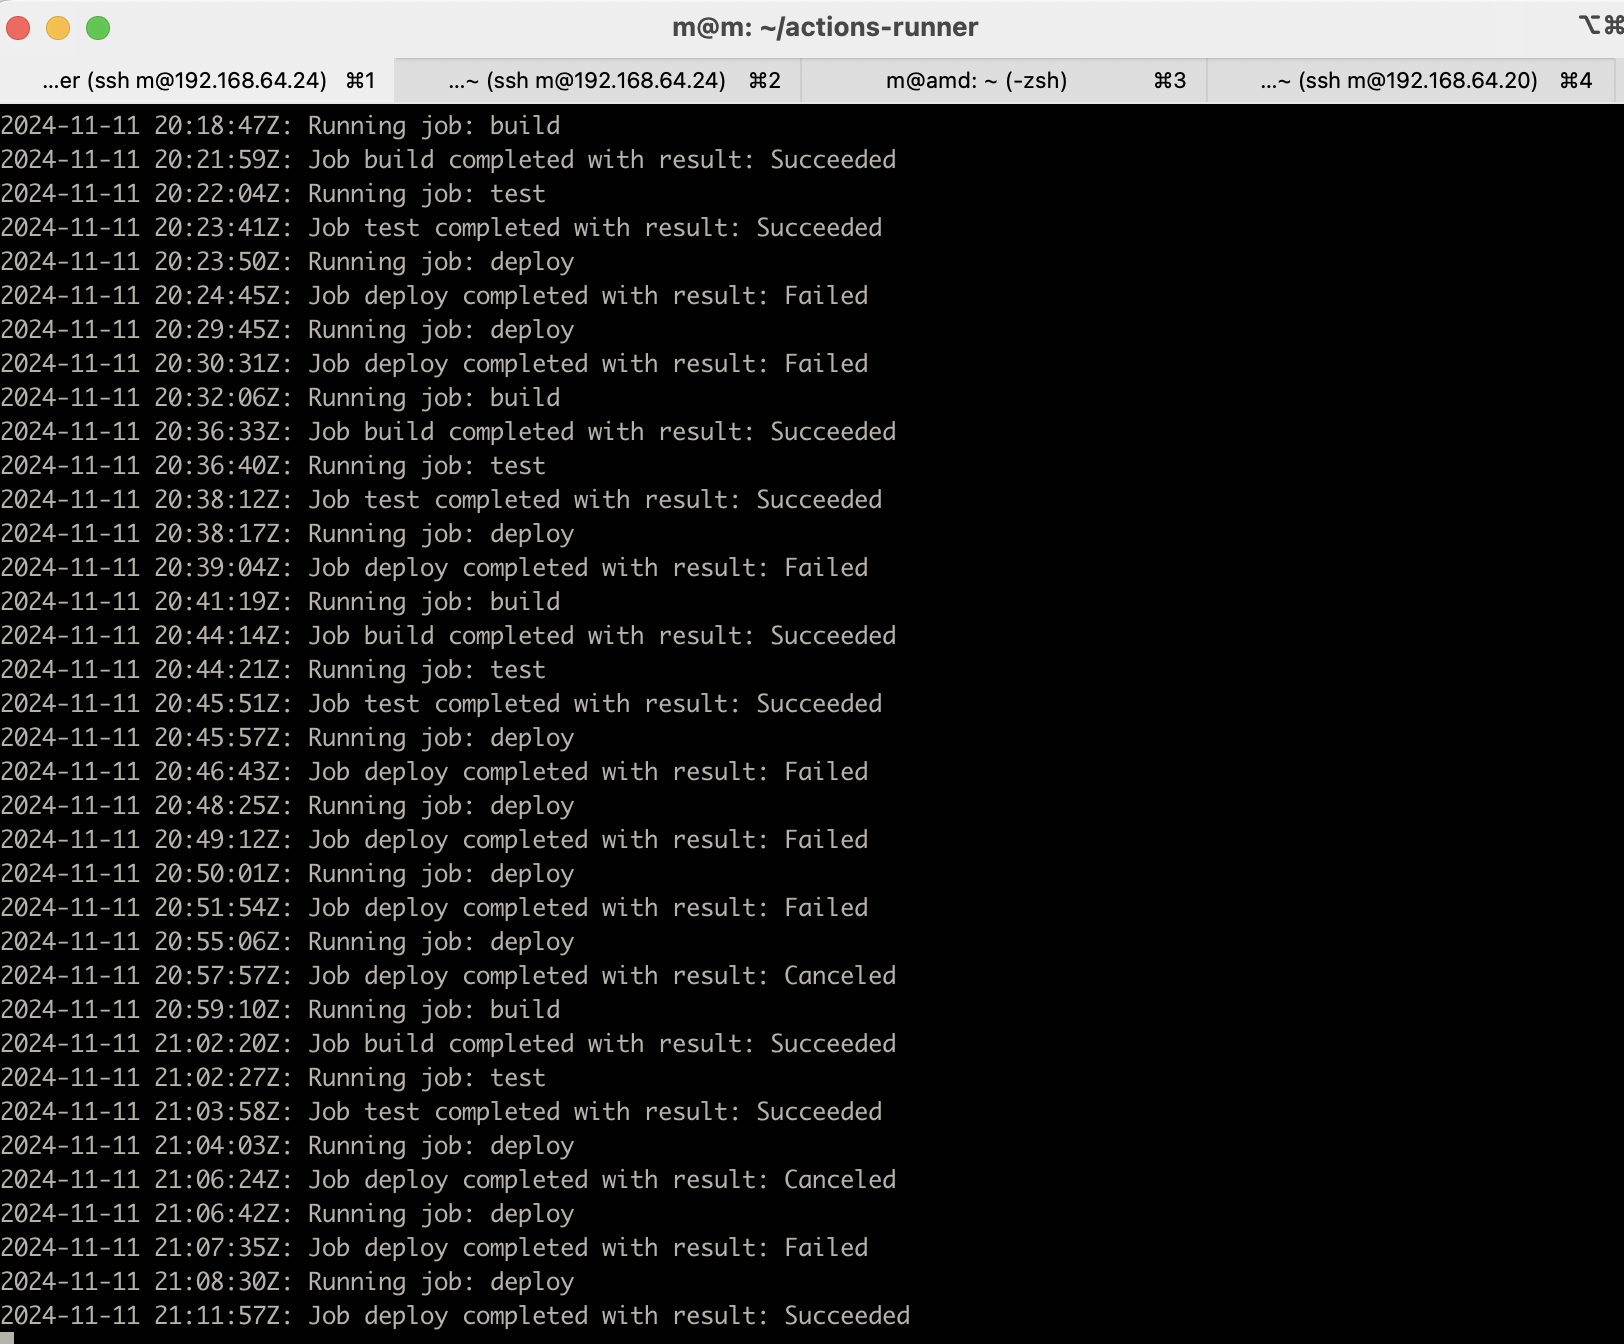 m@m: ~/actions-runner
⌥⌘
...er (ssh m@192.168.64.24) ⌘1
...~ (ssh m@192.168.64.24) ⌘2
m@amd: ~ (-zsh) ⌘3
...~ (ssh m@192.168.64.20) ⌘4
2024-11-11 20:18:47Z: Running job: build
2024-11-11 20:21:59Z: Job build completed with result: Succeeded
2024-11-11 20:22:04Z: Running job: test
2024-11-11 20:23:41Z: Job test completed with result: Succeeded
2024-11-11 20:23:50Z: Running job: deploy
2024-11-11 20:24:45Z: Job deploy completed with result: Failed
2024-11-11 20:29:45Z: Running job: deploy
2024-11-11 20:30:31Z: Job deploy completed with result: Failed
2024-11-11 20:32:06Z: Running job: build
2024-11-11 20:36:33Z: Job build completed with result: Succeeded
2024-11-11 20:36:40Z: Running job: test
2024-11-11 20:38:12Z: Job test completed with result: Succeeded
2024-11-11 20:38:17Z: Running job: deploy
2024-11-11 20:39:04Z: Job deploy completed with result: Failed
2024-11-11 20:41:19Z: Running job: build
2024-11-11 20:44:14Z: Job build completed with result: Succeeded
2024-11-11 20:44:21Z: Running job: test
2024-11-11 20:45:51Z: Job test completed with result: Succeeded
2024-11-11 20:45:57Z: Running job: deploy
2024-11-11 20:46:43Z: Job deploy completed with result: Failed
2024-11-11 20:48:25Z: Running job: deploy
2024-11-11 20:49:12Z: Job deploy completed with result: Failed
2024-11-11 20:50:01Z: Running job: deploy
2024-11-11 20:51:54Z: Job deploy completed with result: Failed
2024-11-11 20:55:06Z: Running job: deploy
2024-11-11 20:57:57Z: Job deploy completed with result: Canceled
2024-11-11 20:59:10Z: Running job: build
2024-11-11 21:02:20Z: Job build completed with result: Succeeded
2024-11-11 21:02:27Z: Running job: test
2024-11-11 21:03:58Z: Job test completed with result: Succeeded
2024-11-11 21:04:03Z: Running job: deploy
2024-11-11 21:06:24Z: Job deploy completed with result: Canceled
2024-11-11 21:06:42Z: Running job: deploy
2024-11-11 21:07:35Z: Job deploy completed with result: Failed
2024-11-11 21:08:30Z: Running job: deploy
2024-11-11 21:11:57Z: Job deploy completed with result: Succeeded